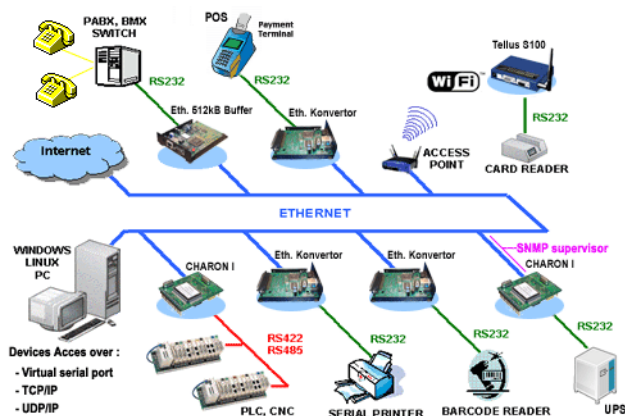 PABX, BMX
SWITCH
POS
Payment
Terminal
Tellus S100
Wi Fi™
RS232
RS232
RS232
Eth. 512kB Buffer
Eth. Konvertor
Internet
ACCESS
POINT
CARD READER
ETHERNET
WINDOWS
LINUX
PC
CHARON I
Eth. Konvertor
Eth. Konvertor
SNMP supervisor
CHARON I
RS422
RS485
RS232
RS232
RS232
Devices Acces over :
- Virtual serial port
- TCP/IP
- UDP/IP
PLC, CNC
SERIAL PRINTER
BARCODE READER
UPS